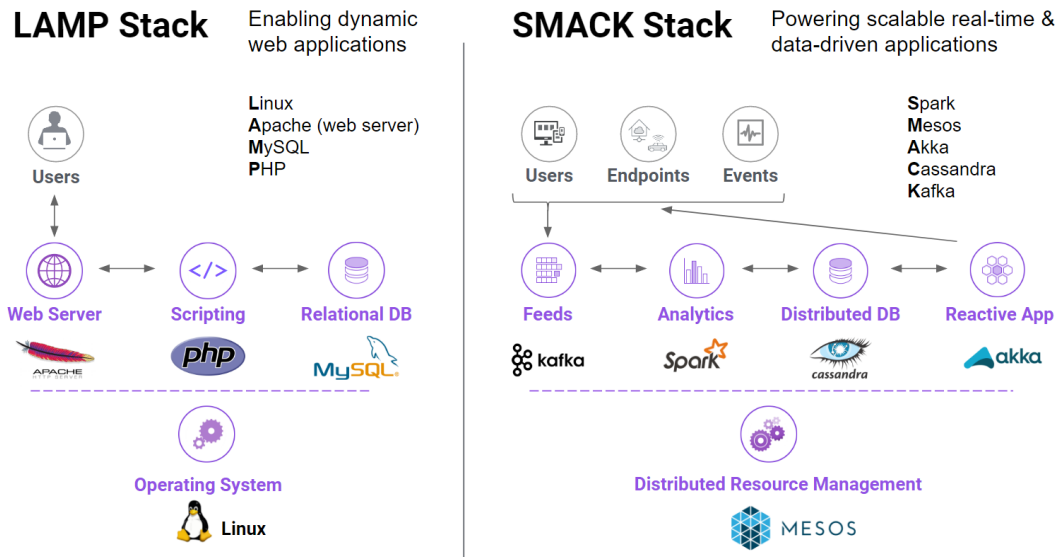 LAMP Stack
Enabling dynamic
web applications
Linux
Apache (web server)
MySQL
PHP
Users
Web Server
Scripting
Relational DB
</>
APACHE
HTTP SERVER
php
MySQL®
Operating System
Linux
SMACK Stack
Powering scalable real-time &
data-driven applications
Spark
Mesos
Akka
Cassandra
Kafka
Users
Endpoints
Events
Feeds
Analytics
Distributed DB
Reactive App
kafka
Spark
cassandra
akka
Distributed Resource Management
MESOS